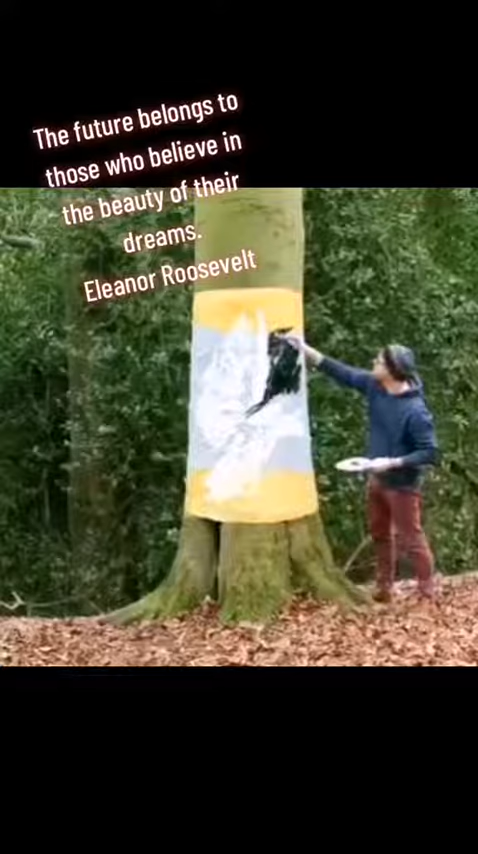 The future belongs to
those who believe in
the beauty of their
dreams.
Eleanor Roosevelt